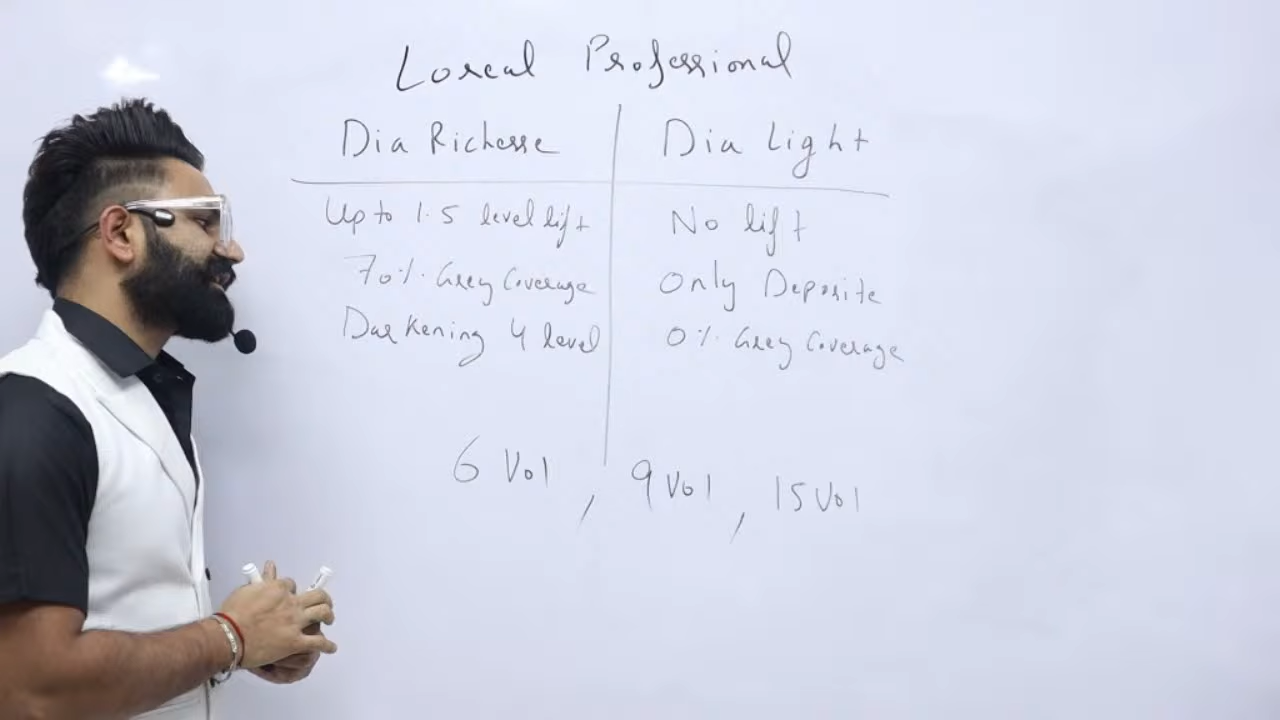 Loreal Professional
Dia Richesse
Dia Light
Up to 1.5 level lift
No lift
70% Grey Coverage
Only Deposite
Darkening 4 level
0% Grey Coverage
6 Vol , 9 Vol , 15 Vol